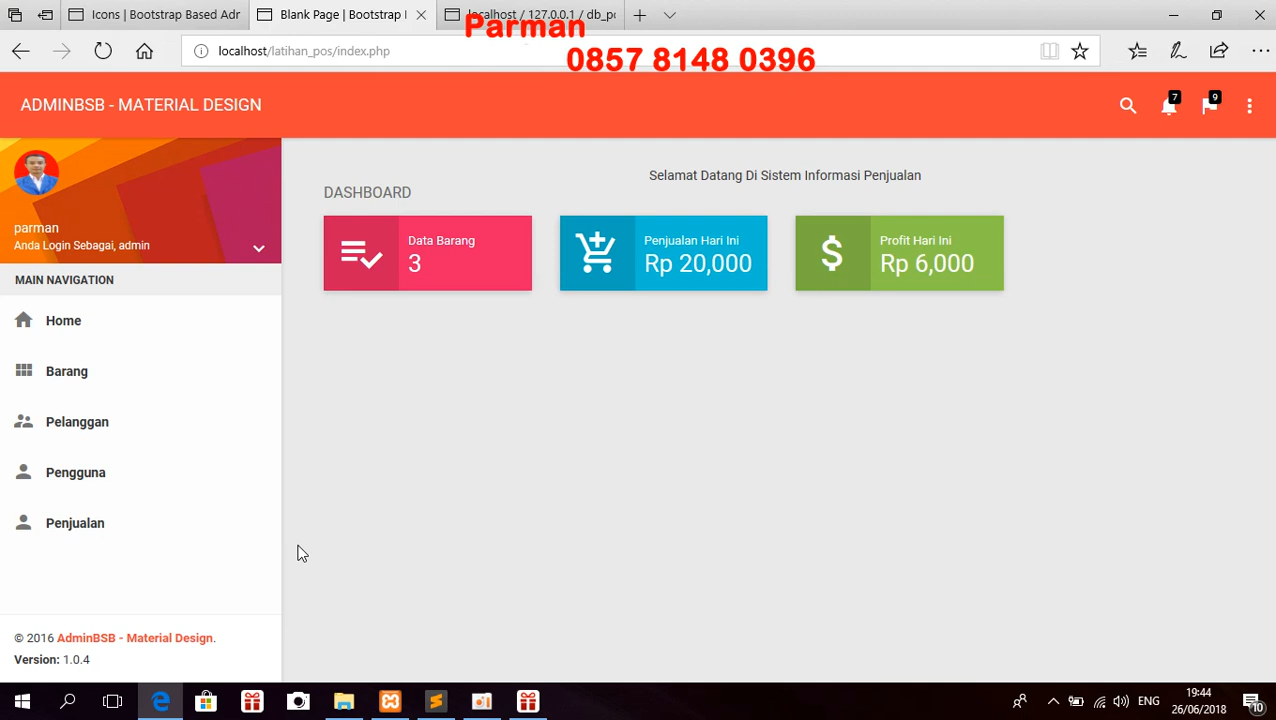 Icons | Bootstrap Based Adr
Blank Page | Bootstrap I
localhost / 127.0.0.1 / db_po
Parman
0857 8148 0396
localhost/latihan_pos/index.php
ADMINBSB - MATERIAL DESIGN
7
9
parman
Anda Login Sebagai, admin
MAIN NAVIGATION
Home
Barang
Pelanggan
Pengguna
Penjualan
© 2016 AdminBSB - Material Design.
Version: 1.0.4
Selamat Datang Di Sistem Informasi Penjualan
DASHBOARD
Data Barang
3
Penjualan Hari Ini
Rp 20,000
Profit Hari Ini
Rp 6,000
ENG
19:44
26/06/2018
10